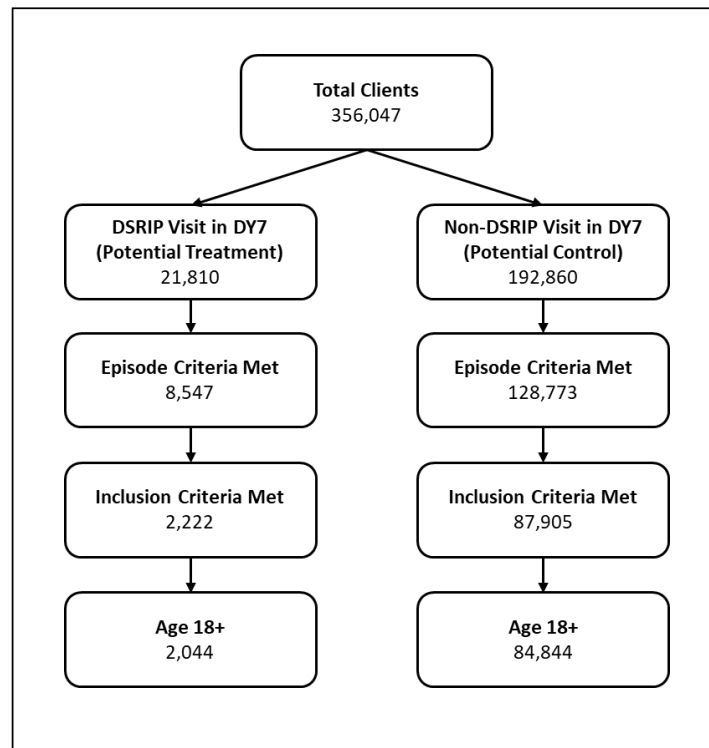 Total Clients
356,047
DSRIP Visit in DY7
(Potential Treatment)
21,810
Non-DSRIP Visit in DY7
(Potential Control)
192,860
Episode Criteria Met
8,547
Episode Criteria Met
128,773
Inclusion Criteria Met
2,222
Inclusion Criteria Met
87,905
Age 18+
2,044
Age 18+
84,844